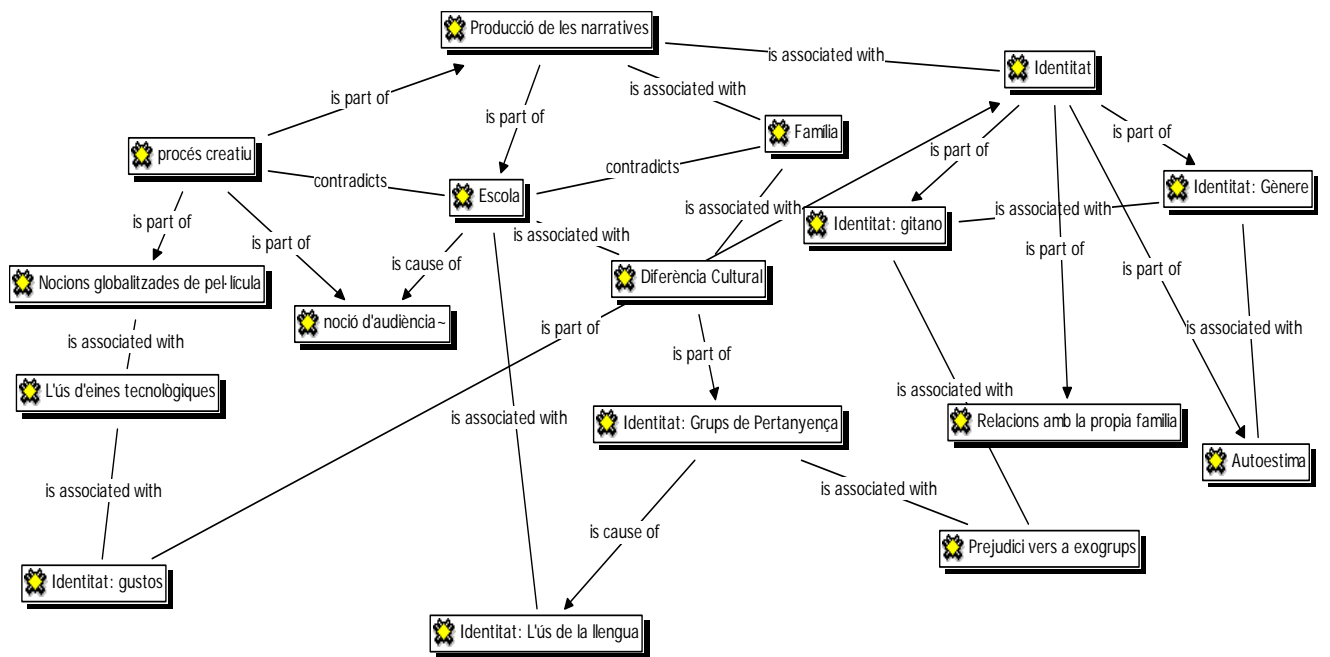 Producció de les narratives
is associated with
Identitat
is part of
is associated with
is part of
Família
is part of
is part of
procés creatiu
contradicts
contradicts
Escola
Identitat: Gènere
is associated with
is associated with
Identitat: gitano
is part of
is part of
is associated with
is part of
is cause of
is part of
Nocions globalitzades de pel·lícula
Diferència Cultural
noció d'audiència~
is part of
is associated with
is associated with
is part of
L'ús d'eines tecnològiques
is associated with
is associated with
Identitat: Grups de Pertanyença
Relacions amb la propia familia
Autoestima
is associated with
is associated with
is cause of
Prejudici vers a exogrups
Identitat: gustos
Identitat: L'ús de la llengua